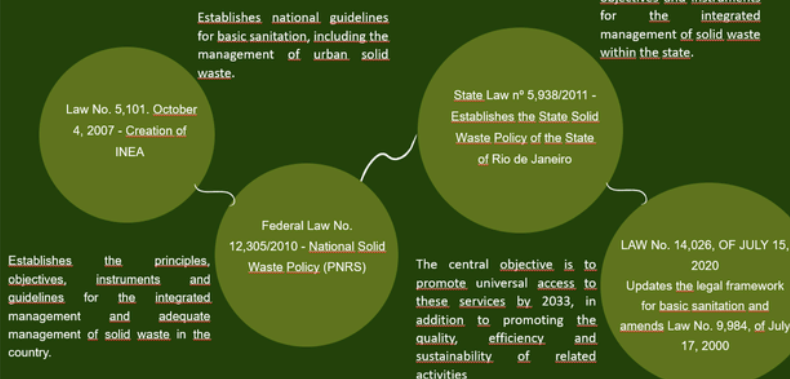 Establishes national guidelines
for basic sanitation, including the
management of urban solid
waste.
objectives and instruments
for the integrated
management of solid waste
within the state.
Law No. 5,101. October
4, 2007 - Creation of
INEA
State Law nº 5,938/2011 -
Establishes the State Solid
Waste Policy of the State
of Rio de Janeiro
Federal Law No.
12,305/2010 - National Solid
Waste Policy (PNRS)
LAW No. 14,026, OF JULY 15,
2020
Updates the legal framework
for basic sanitation and
amends Law No. 9,984, of July
17, 2000
Establishes the principles,
objectives, instruments and
guidelines for the integrated
management and adequate
management of solid waste in the
country.
The central objective is to
promote universal access to
these services by 2033, in
addition to promoting the
quality, efficiency and
sustainability of related
activities